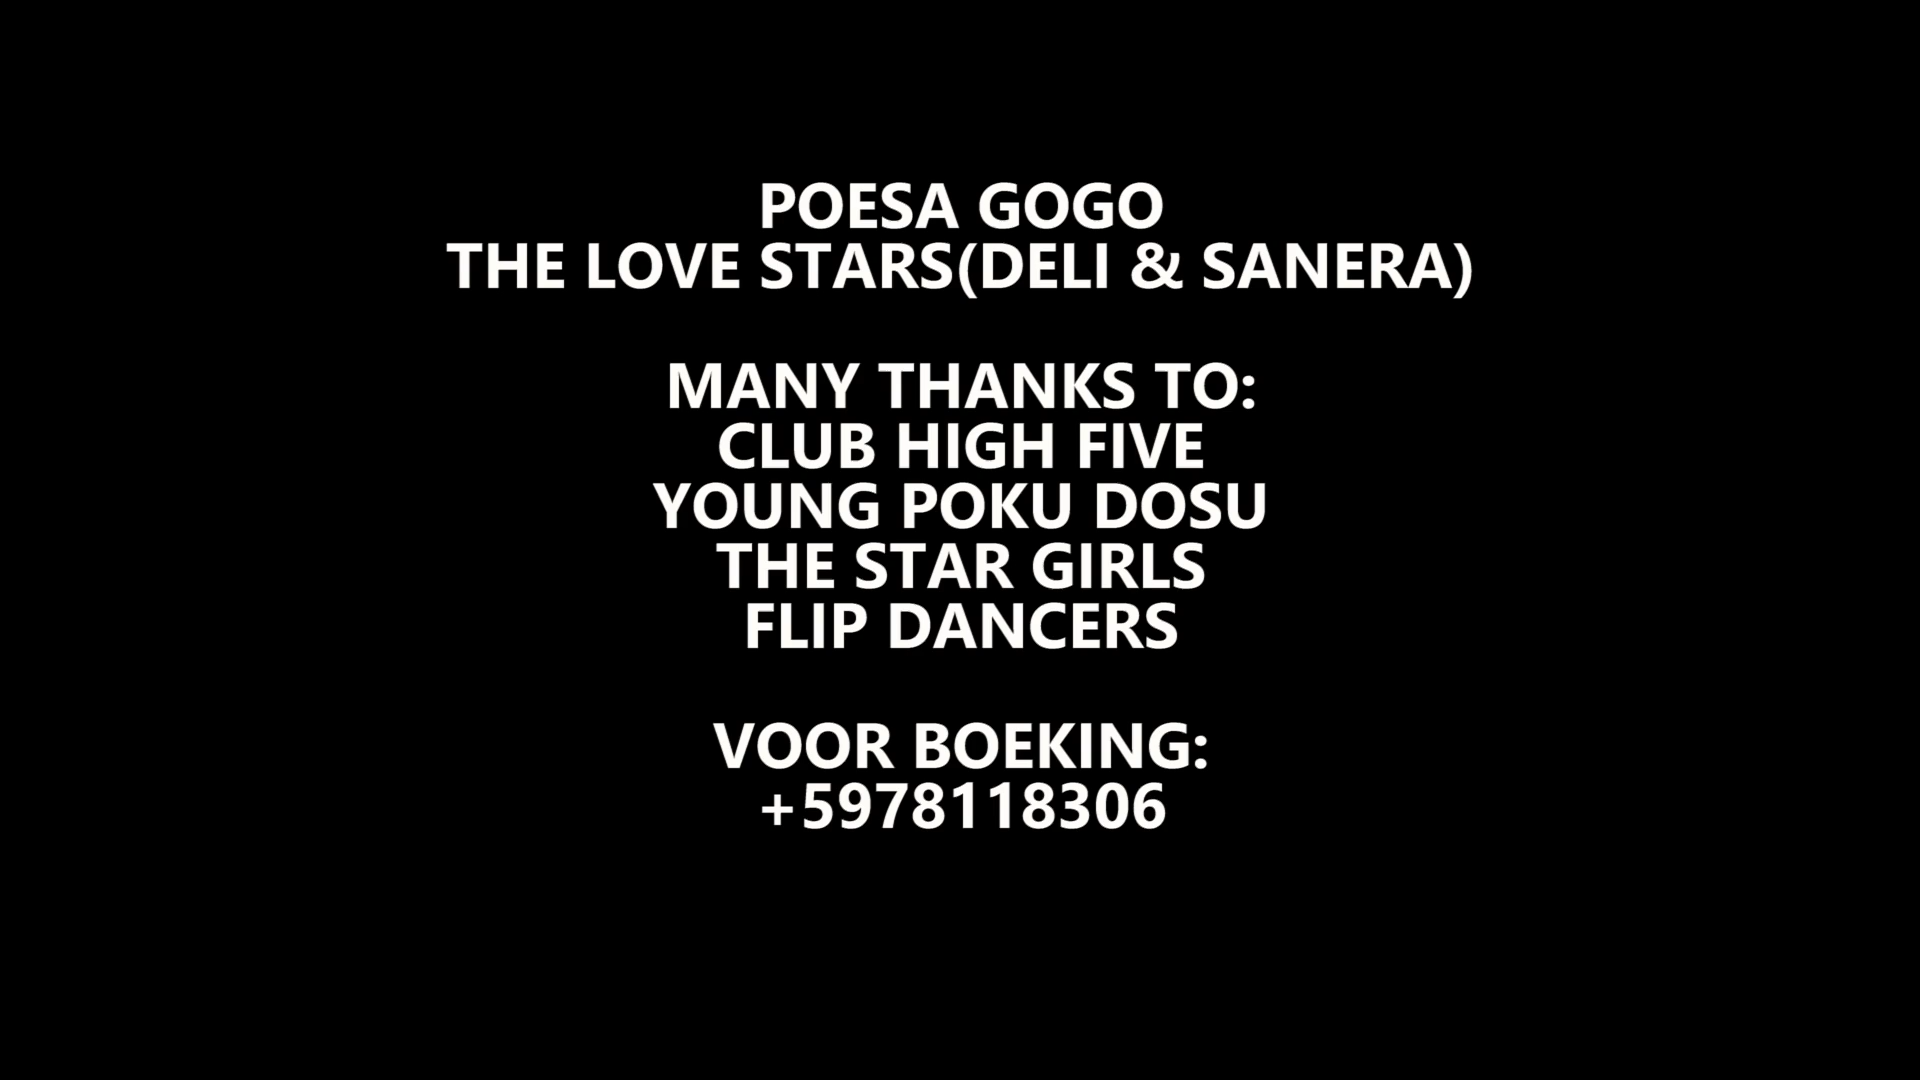 POESA GOGO
THE LOVE STARS(DELI & SANERA)
MANY THANKS TO:
CLUB HIGH FIVE
YOUNG POKU DOSU
THE STAR GIRLS
FLIP DANCERS
VOOR BOEKING:
+5978118306